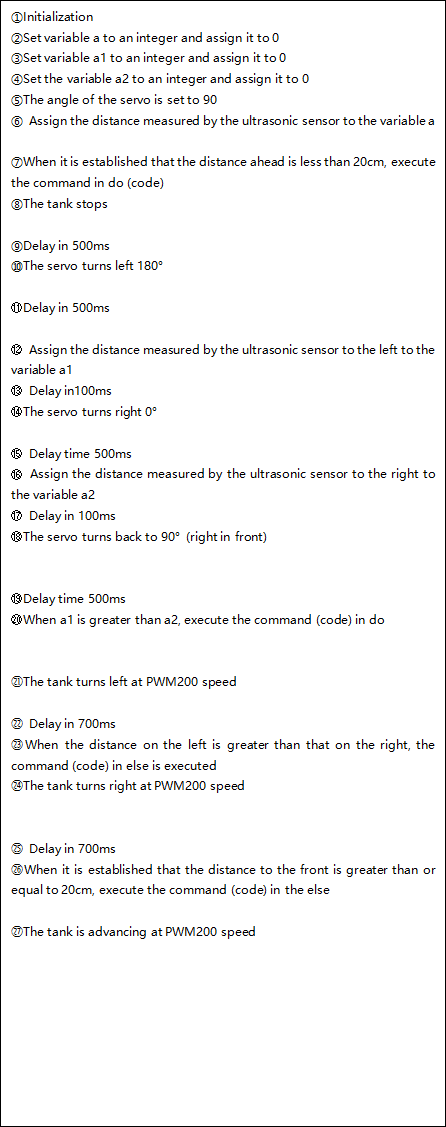 ①Initialization
②Set variable a to an integer and assign it to 0
③Set variable a1 to an integer and assign it to 0
④Set the variable a2 to an integer and assign it to 0
⑤The angle of the servo is set to 90
⑥ Assign the distance measured by the ultrasonic sensor to the variable a
⑦When it is established that the distance ahead is less than 20cm, execute
the command in do (code)
⑧The tank stops
⑨Delay in 500ms
⑩The servo turns left 180°
⑪Delay in 500ms
⑫ Assign the distance measured by the ultrasonic sensor to the left to the
variable a1
⑬ Delay in100ms
⑭The servo turns right 0°
⑮ Delay time 500ms
⑯ Assign the distance measured by the ultrasonic sensor to the right to
the variable a2
⑰ Delay in 100ms
⑱The servo turns back to 90° (right in front)
⑲Delay time 500ms
⑳When a1 is greater than a2, execute the command (code) in do
㉑The tank turns left at PWM200 speed
㉒ Delay in 700ms
㉓When the distance on the left is greater than that on the right, the
command (code) in else is executed
㉔The tank turns right at PWM200 speed
㉕ Delay in 700ms
㉖When it is established that the distance to the front is greater than or
equal to 20cm, execute the command (code) in the else
㉗The tank is advancing at PWM200 speed